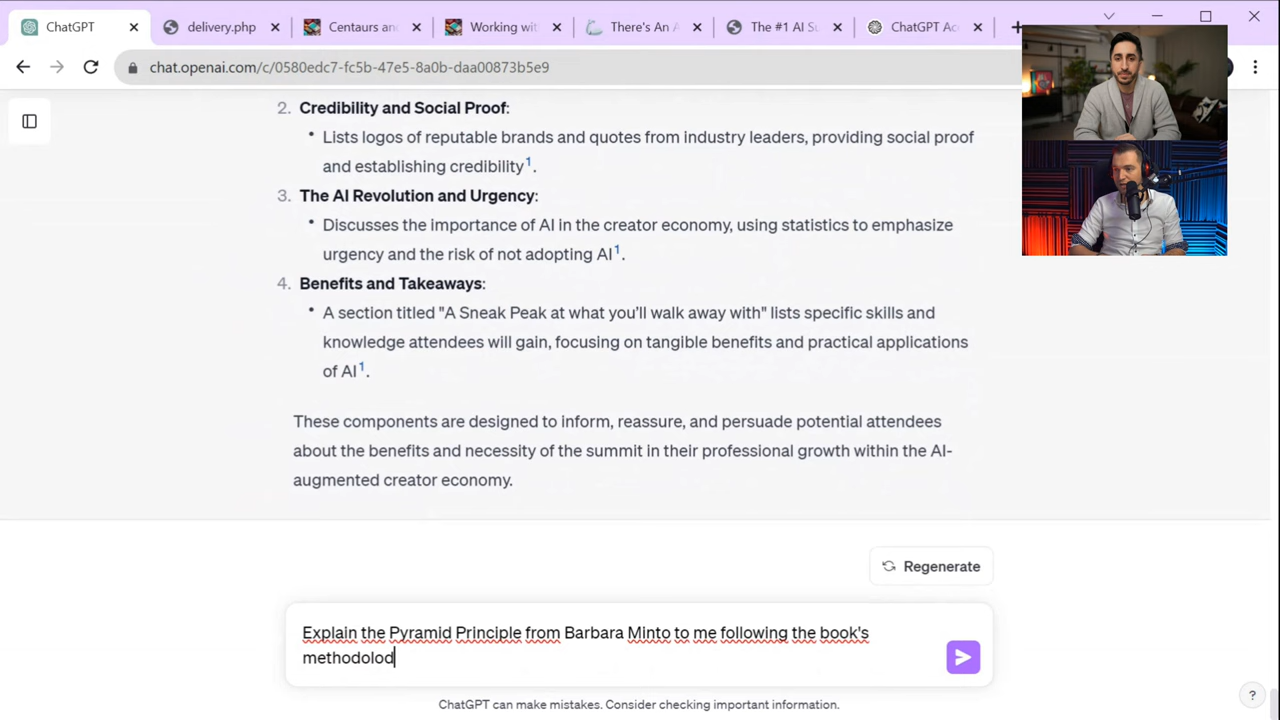 ChatGPT
delivery.php
Centaurs an
Working wit
There's An
The #1 AI Su
ChatGPT Ac
chat.openai.com/c/0580edc7-fc5b-47e5-8a0b-daa00873b5e9
2. Credibility and Social Proof:
• Lists logos of reputable brands and quotes from industry leaders, providing social proof
and establishing credibility1.
3. The AI Revolution and Urgency:
• Discusses the importance of AI in the creator economy, using statistics to emphasize
urgency and the risk of not adopting AI1.
4. Benefits and Takeaways:
• A section titled "A Sneak Peak at what you'll walk away with" lists specific skills and
knowledge attendees will gain, focusing on tangible benefits and practical applications
of AI1.
These components are designed to inform, reassure, and persuade potential attendees
about the benefits and necessity of the summit in their professional growth within the AI-
augmented creator economy.
Regenerate
Explain the Pyramid Principle from Barbara Minto to me following the book's
methodolod
ChatGPT can make mistakes. Consider checking important information.
?